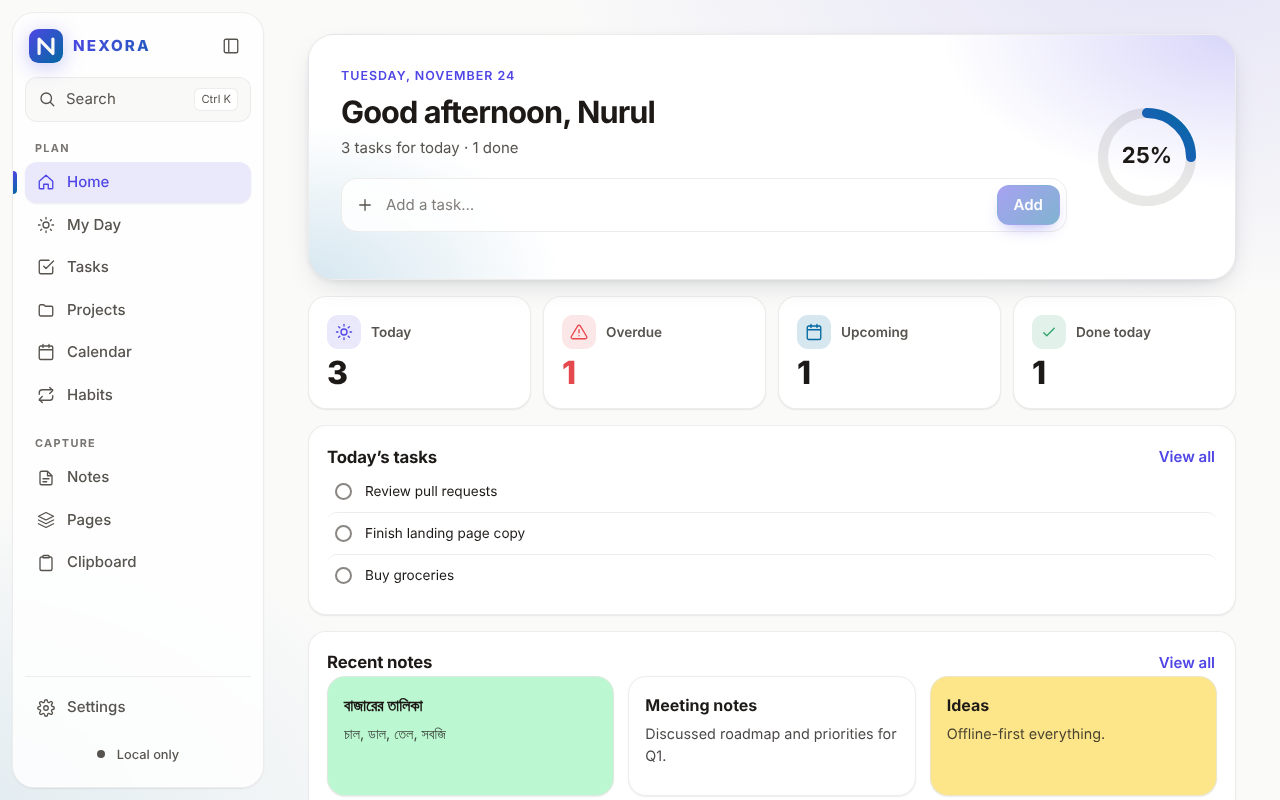 NEXORA
Search
Ctrl K
PLAN
Home
My Day
Tasks
Projects
Calendar
Habits
CAPTURE
Notes
Pages
Clipboard
Settings
Local only
TUESDAY, NOVEMBER 24
Good afternoon, Nurul
3 tasks for today · 1 done
Add a task...
Add
25%
Today
3
Overdue
1
Upcoming
1
Done today
1
Today’s tasks
View all
Review pull requests
Finish landing page copy
Buy groceries
Recent notes
View all
বাজারের তালিকা
চাল, ডাল, তেল, সবজি
Meeting notes
Discussed roadmap and priorities for
Q1.
Ideas
Offline-first everything.